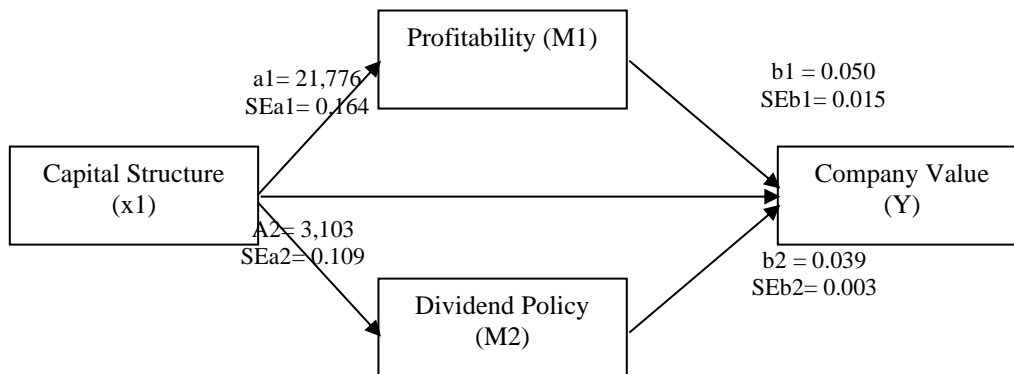 Profitability (M1)
a1= 21,776
SEa1= 0.164
b1 = 0.050
SEb1= 0.015
Capital Structure
(x1)
Company Value
(Y)
A2= 3,103
SEa2= 0.109
b2 = 0.039
SEb2= 0.003
Dividend Policy
(M2)